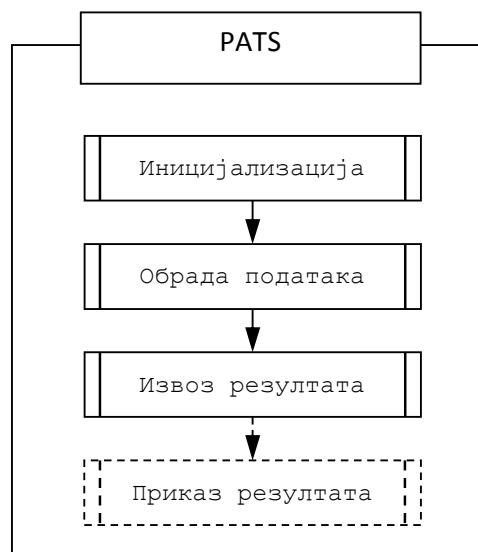 PATS
Иницијализација
Обрада података
Извоз резултата
Приказ резултата